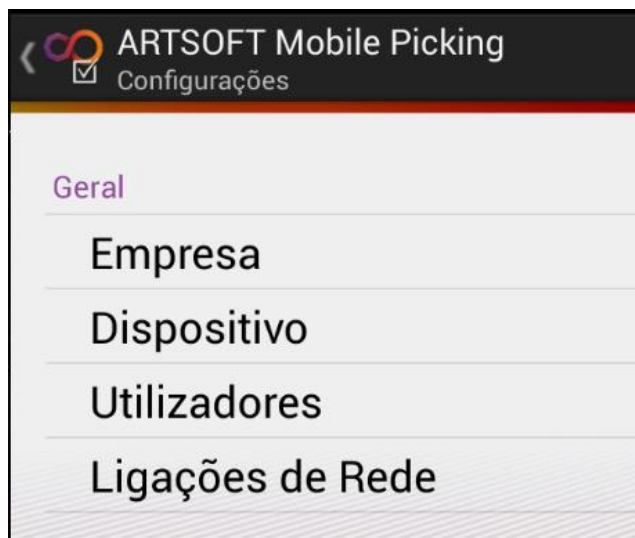 ARTSOFT Mobile Picking
Configurações
Geral
Empresa
Dispositivo
Utilizadores
Ligações de Rede